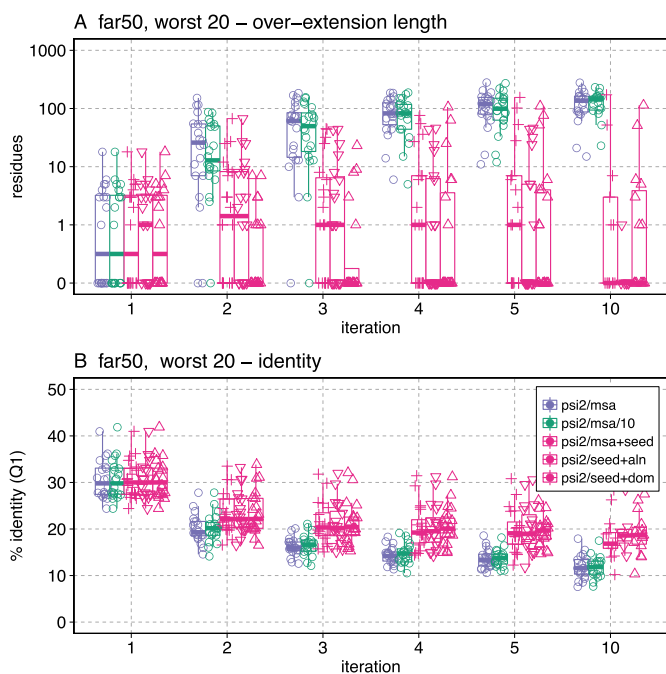 A far50, worst 20 – over−extension length
1000
100
10
1
0
residues
1 2 3 4 5 10
iteration
B far50, worst 20 – identity
50
40
30
20
10
0
% identity (Q1)
psi2/msa
psi2/msa/10
psi2/msa+seed
psi2/seed+aln
psi2/seed+dom
1 2 3 4 5 10
iteration